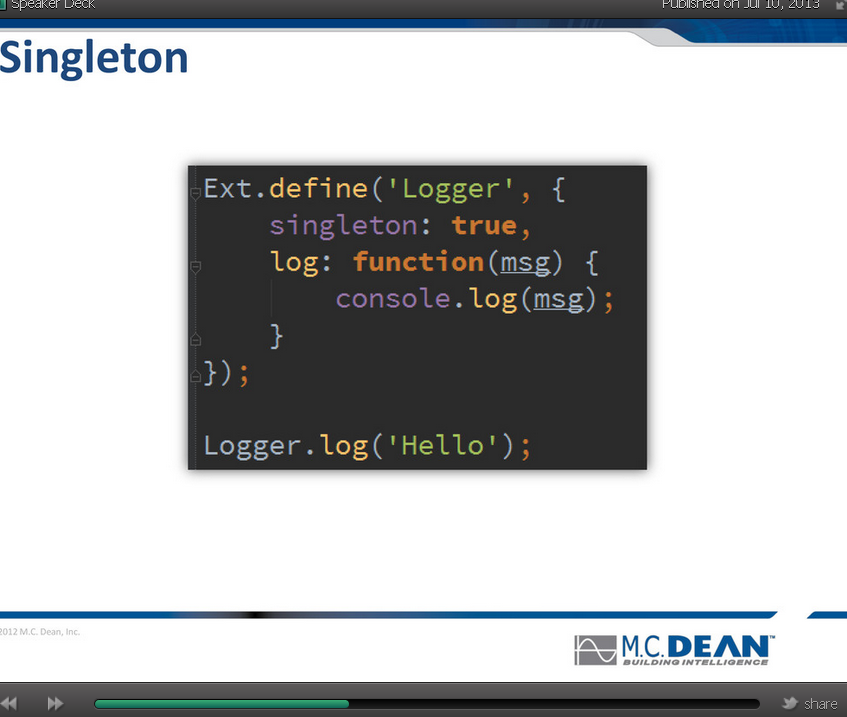 Speaker Deck
Published on Jul 10, 2013
Singleton
Ext.define('Logger', {
    singleton: true,
    log: function(msg) {
        console.log(msg);
    }
});
Logger.log('Hello');
2012 M.C. Dean, Inc.
M.C.DEAN™
BUILDING INTELLIGENCE
share